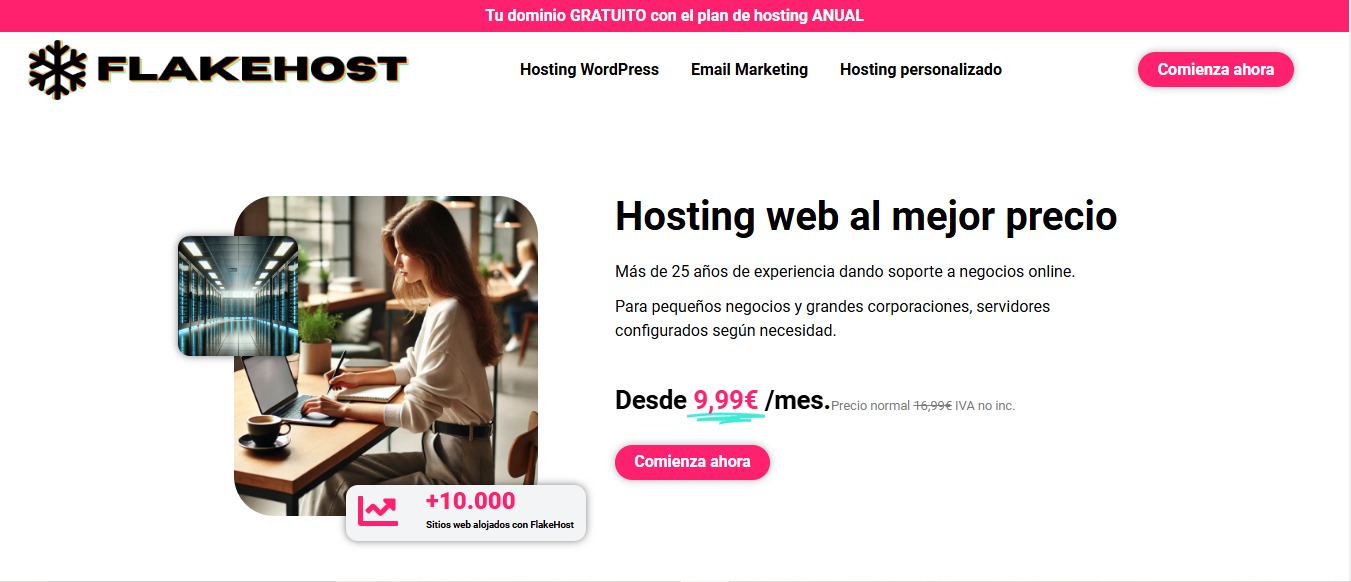 Tu dominio GRATUITO con el plan de hosting ANUAL
FLAKEHOST
Hosting WordPress
Email Marketing
Hosting personalizado
Comienza ahora
Hosting web al mejor precio
Más de 25 años de experiencia dando soporte a negocios online.
Para pequeños negocios y grandes corporaciones, servidores
configurados según necesidad.
Desde 9,99€ /mes. Precio normal 16,99€ IVA no inc.
Comienza ahora
+10.000
Sitios web alojados con FlakeHost